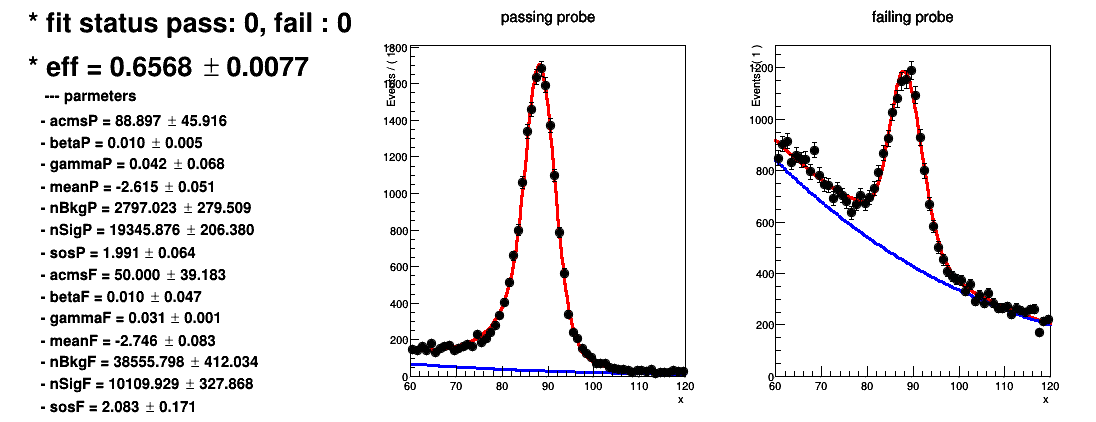 * fit status pass: 0, fail : 0
* eff = 0.6568 ± 0.0077
--- parmeters
- acmsP = 88.897 ± 45.916
- betaP = 0.010 ± 0.005
- gammaP = 0.042 ± 0.068
- meanP = -2.615 ± 0.051
- nBkgP = 2797.023 ± 279.509
- nSigP = 19345.876 ± 206.380
- sosP = 1.991 ± 0.064
- acmsF = 50.000 ± 39.183
- betaF = 0.010 ± 0.047
- gammaF = 0.031 ± 0.001
- meanF = -2.746 ± 0.083
- nBkgF = 38555.798 ± 412.034
- nSigF = 10109.929 ± 327.868
- sosF = 2.083 ± 0.171
passing probe
Events / ( 1 )
1800
1600
1400
1200
1000
800
600
400
200
0
60 70 80 90 100 110 120
x
failing probe
Events / ( 1 )
1200
1000
800
600
400
200
0
60 70 80 90 100 110 120
x